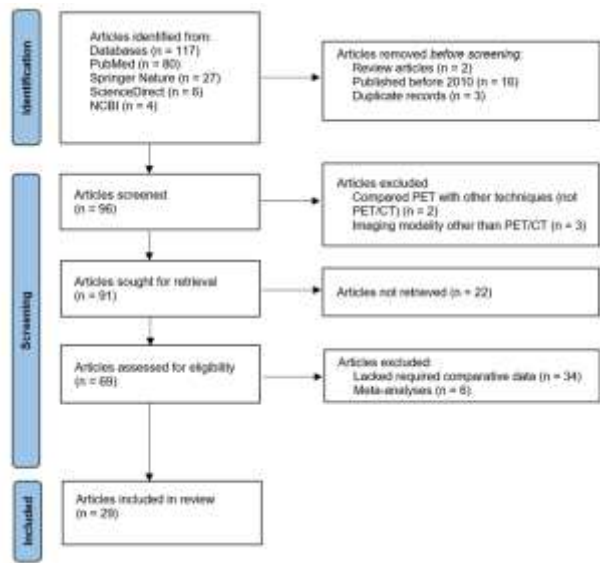 Identification
Articles identified from:
Databases (n = 117)
PubMed (n = 80)
Springer Nature (n = 27)
ScienceDirect (n = 6)
NCBI (n = 4)
Articles removed before screening:
Review articles (n = 2)
Published before 2010 (n = 16)
Duplicate records (n = 3)
Screening
Articles screened
(n = 96)
Articles excluded
Compared PET with other techniques (not
PET/CT) (n = 2)
Imaging modality other than PET/CT (n = 3)
Articles sought for retrieval
(n = 91)
Articles not retrieved (n = 22)
Articles assessed for eligibility
(n = 69)
Articles excluded:
Lacked required comparative data (n = 34)
Meta-analyses (n = 6)
Included
Articles included in review
(n = 29)